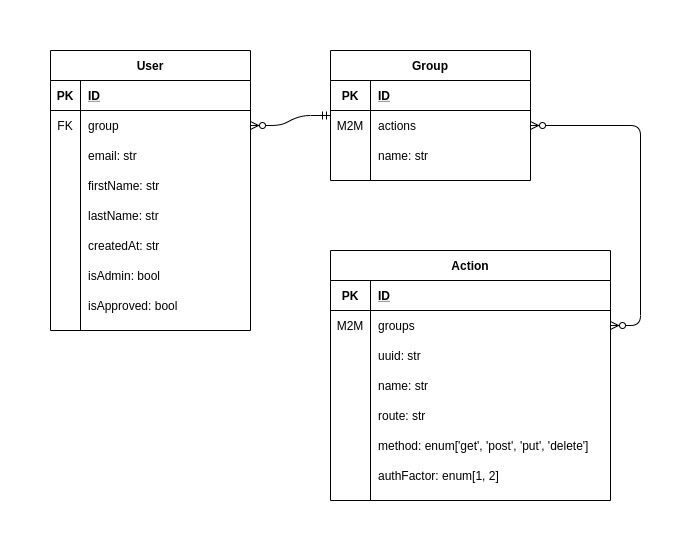 User
PK ID
FK group
email: str
firstName: str
lastName: str
createdAt: str
isAdmin: bool
isApproved: bool
Group
PK ID
M2M actions
name: str
Action
PK ID
M2M groups
uuid: str
name: str
route: str
method: enum['get', 'post', 'put', 'delete']
authFactor: enum[1, 2]